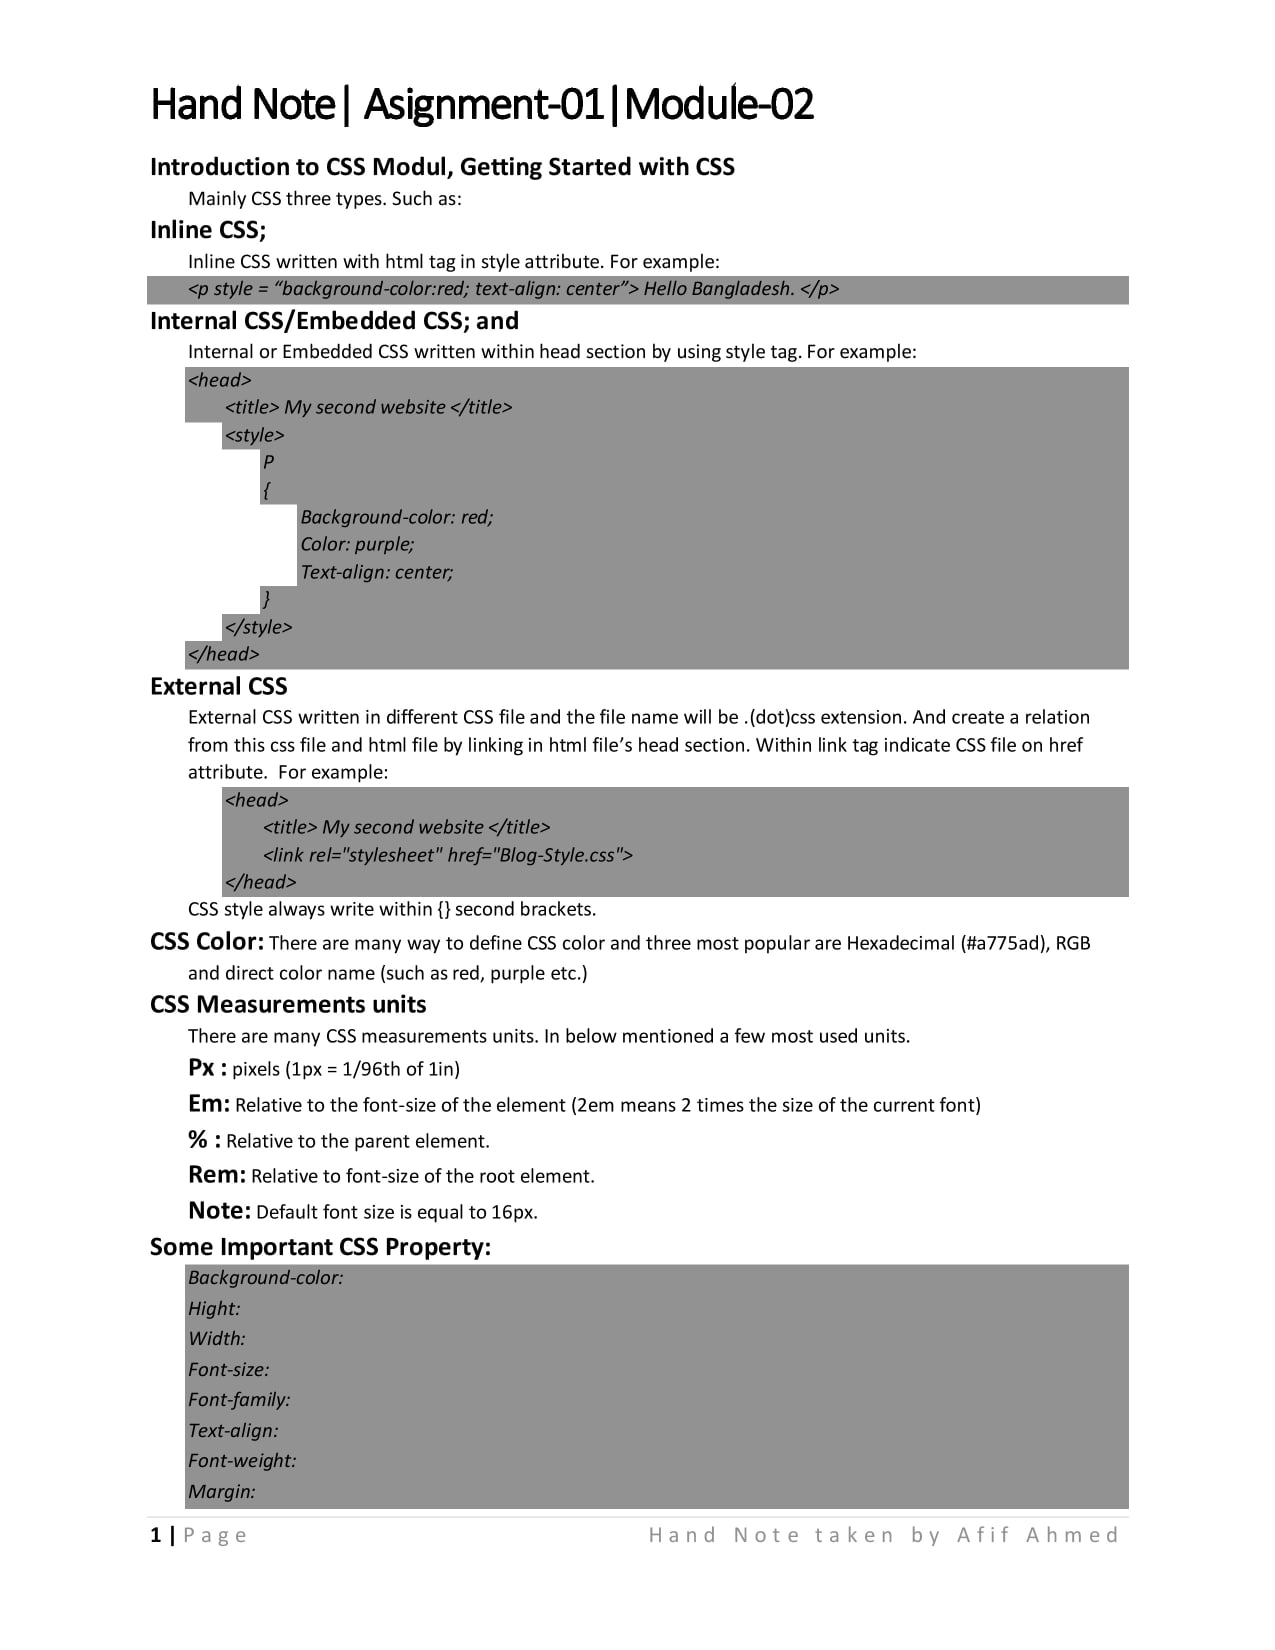 Hand Note| Asignment-01|Module-02
Introduction to CSS Modul, Getting Started with CSS
Mainly CSS three types. Such as:
Inline CSS;
Inline CSS written with html tag in style attribute. For example:
<p style = “background-color:red; text-align: center”> Hello Bangladesh. </p>
Internal CSS/Embedded CSS; and
Internal or Embedded CSS written within head section by using style tag. For example:
<head>
<title> My second website </title>
<style>
P
{
Background-color: red;
Color: purple;
Text-align: center;
}
</style>
</head>
External CSS
External CSS written in different CSS file and the file name will be .(dot)css extension. And create a relation
from this css file and html file by linking in html file’s head section. Within link tag indicate CSS file on href
attribute.  For example:
<head>
<title> My second website </title>
<link rel="stylesheet" href="Blog-Style.css">
</head>
CSS style always write within {} second brackets.
CSS Color: There are many way to define CSS color and three most popular are Hexadecimal (#a775ad), RGB
and direct color name (such as red, purple etc.)
CSS Measurements units
There are many CSS measurements units. In below mentioned a few most used units.
Px : pixels (1px = 1/96th of 1in)
Em: Relative to the font-size of the element (2em means 2 times the size of the current font)
% : Relative to the parent element.
Rem: Relative to font-size of the root element.
Note: Default font size is equal to 16px.
Some Important CSS Property:
Background-color:
Hight:
Width:
Font-size:
Font-family:
Text-align:
Font-weight:
Margin:
1 | Page Hand Note taken by Afif Ahmed